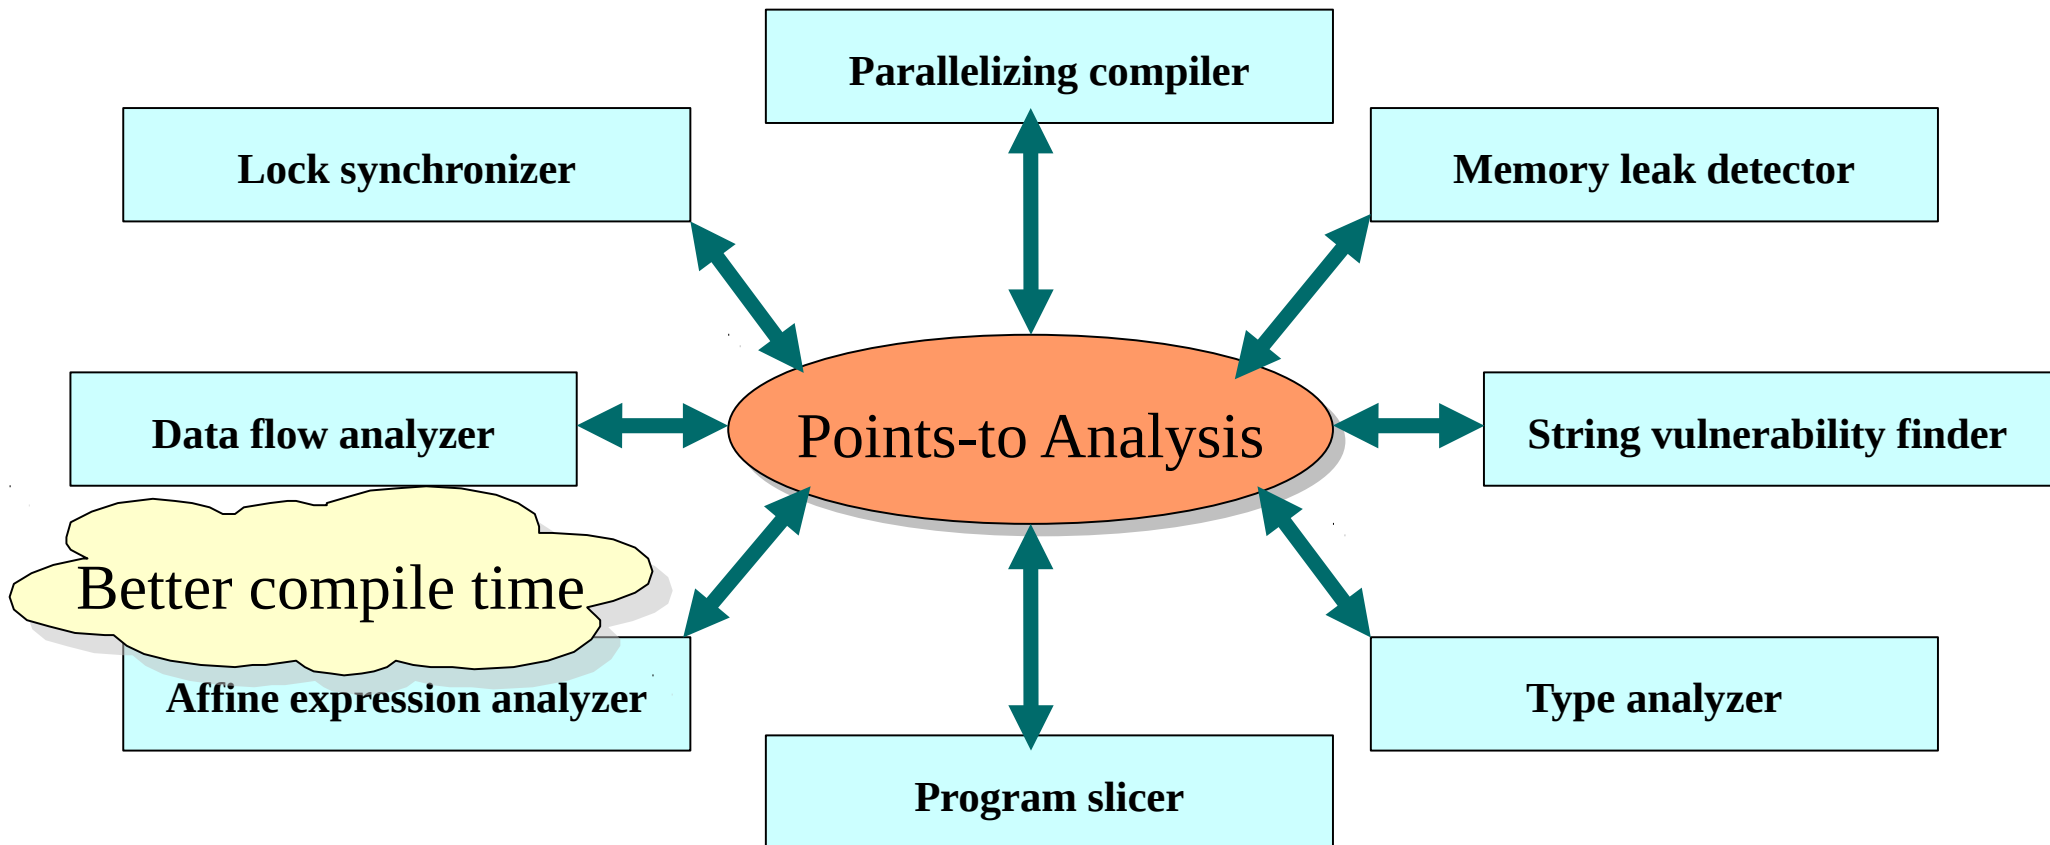 Parallelizing compiler
Lock synchronizer
Memory leak detector
Data flow analyzer
Points-to Analysis
String vulnerability finder
Better compile time
Affine expression analyzer
Type analyzer
Program slicer